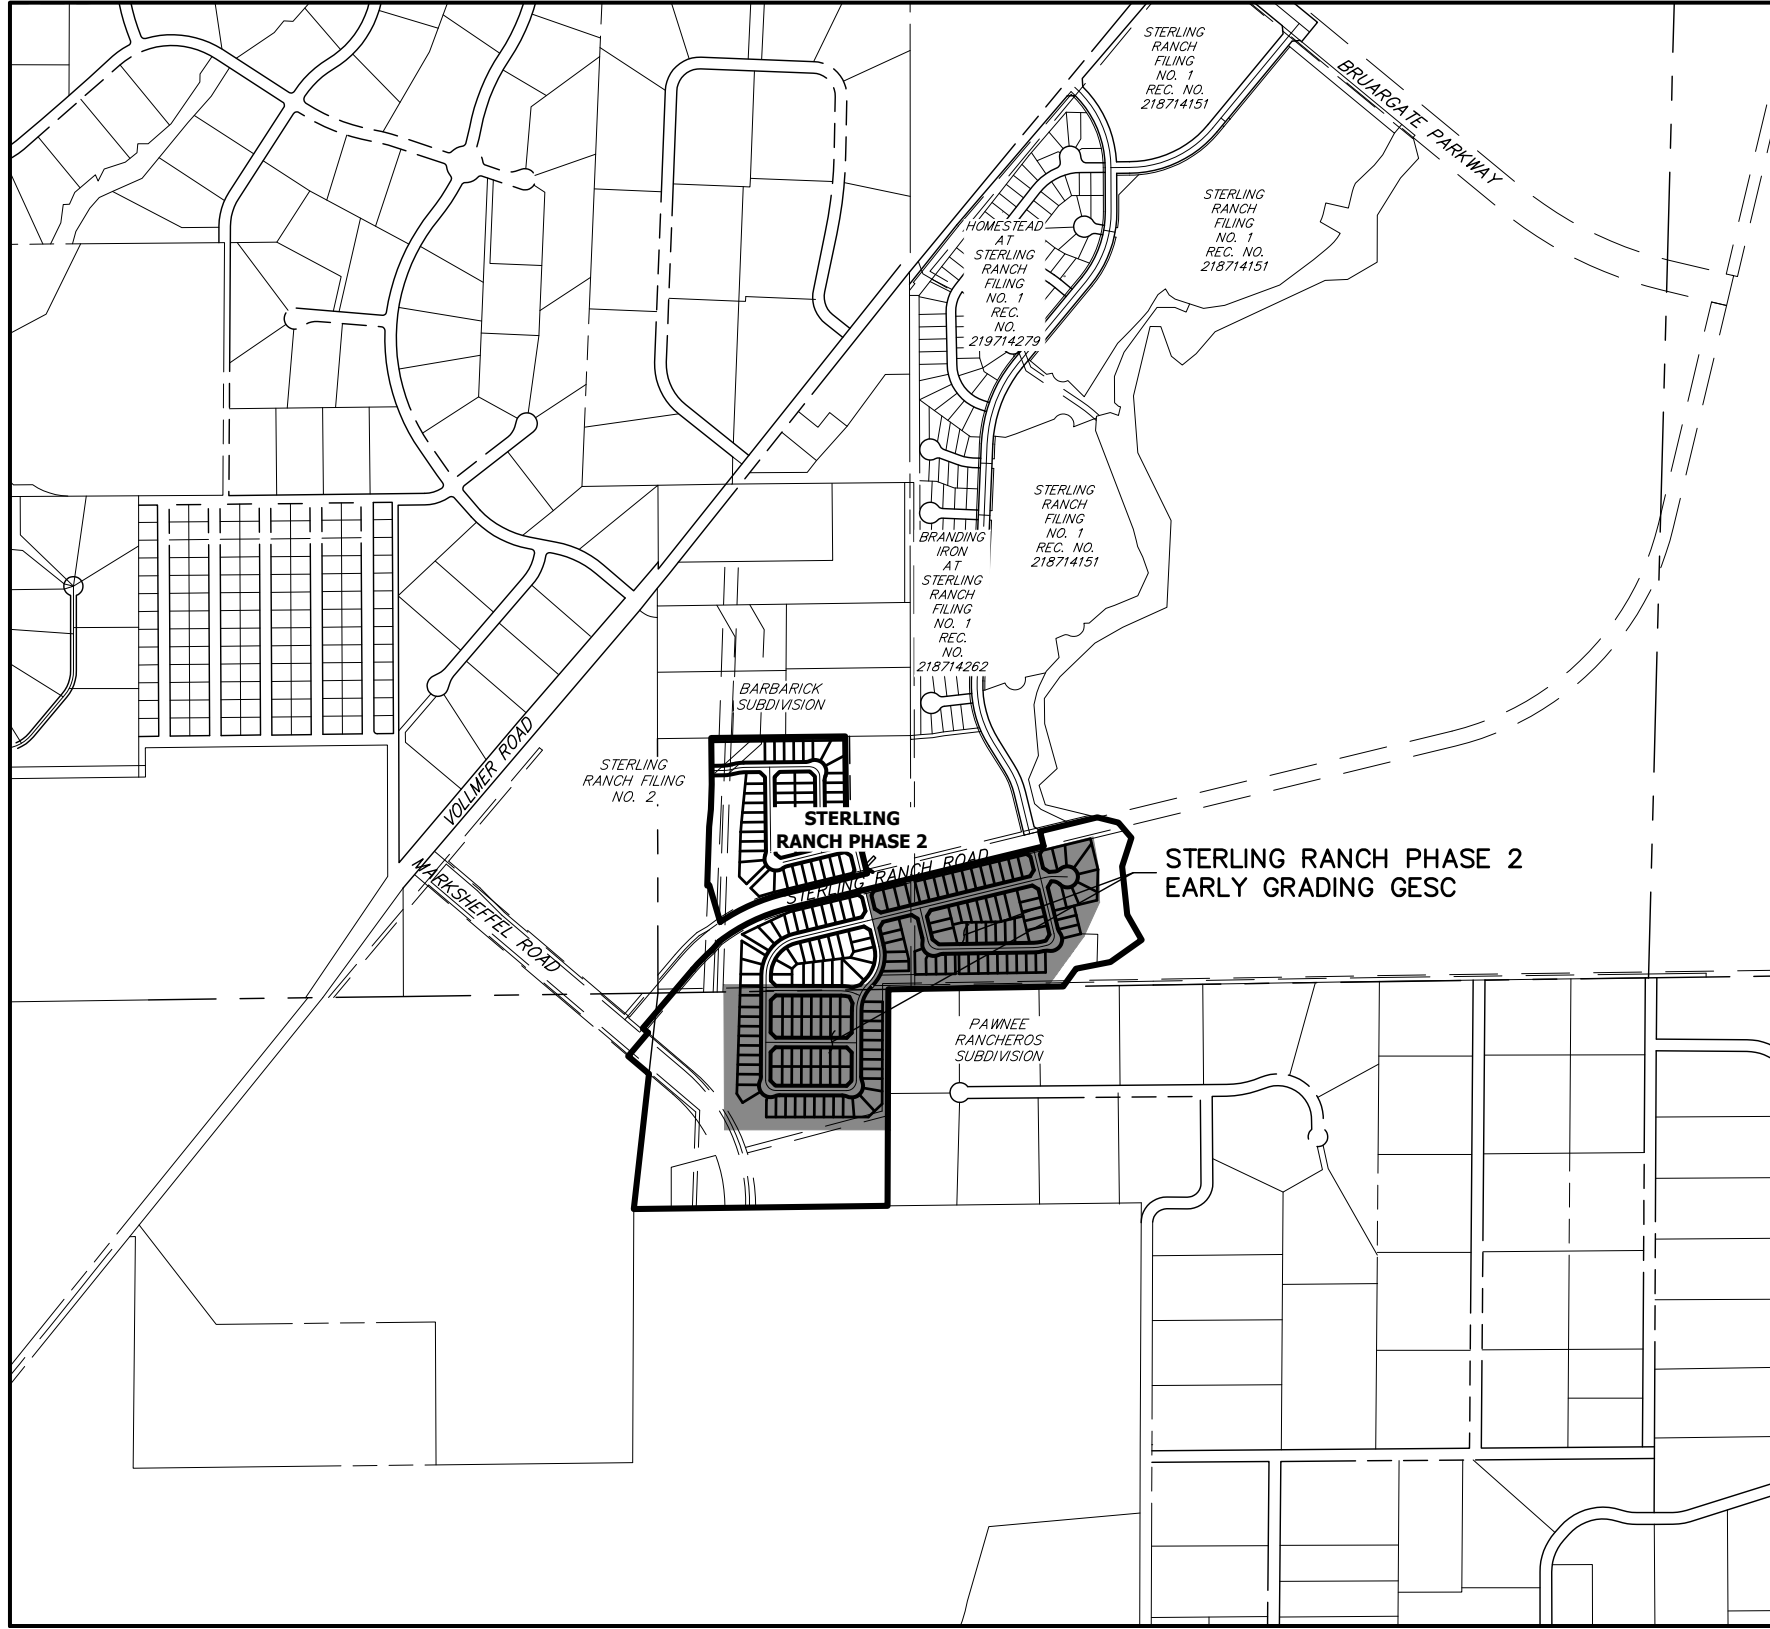 STERLING
RANCH
FILING
NO. 1
REC. NO.
218714151
BRUARGATE PARKWAY
STERLING
RANCH
FILING
NO. 1
REC. NO.
218714151
HOMESTEAD
AT
STERLING
RANCH
FILING
NO. 1
REC.
NO.
219714279
STERLING
RANCH
FILING
NO. 1
REC. NO.
218714151
BRANDING
IRON
AT
STERLING
RANCH
FILING
NO. 1
REC.
NO.
218714262
BARBARICK
SUBDIVISION
VOLLMER ROAD
STERLING
RANCH FILING
NO. 2
STERLING
RANCH PHASE 2
STERLING RANCH ROAD
STERLING RANCH PHASE 2
EARLY GRADING GESC
MARKSHEFFEL ROAD
PAWNEE
RANCHEROS
SUBDIVISION